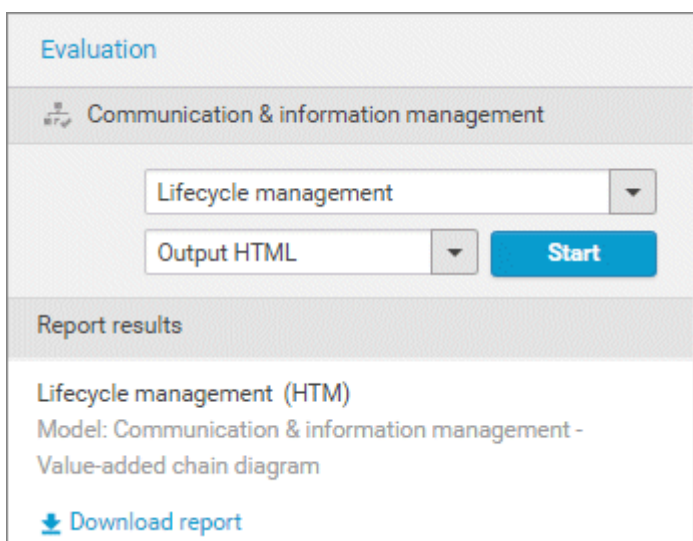 Evaluation
Communication & information management
Lifecycle management
Output HTML
Start
Report results
Lifecycle management (HTM)
Model: Communication & information management -
Value-added chain diagram
Download report